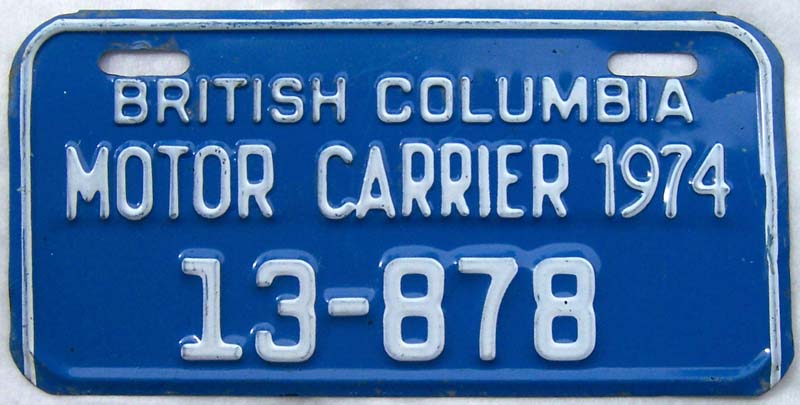 BRITISH COLUMBIA
MOTOR CARRIER 1974
13-878